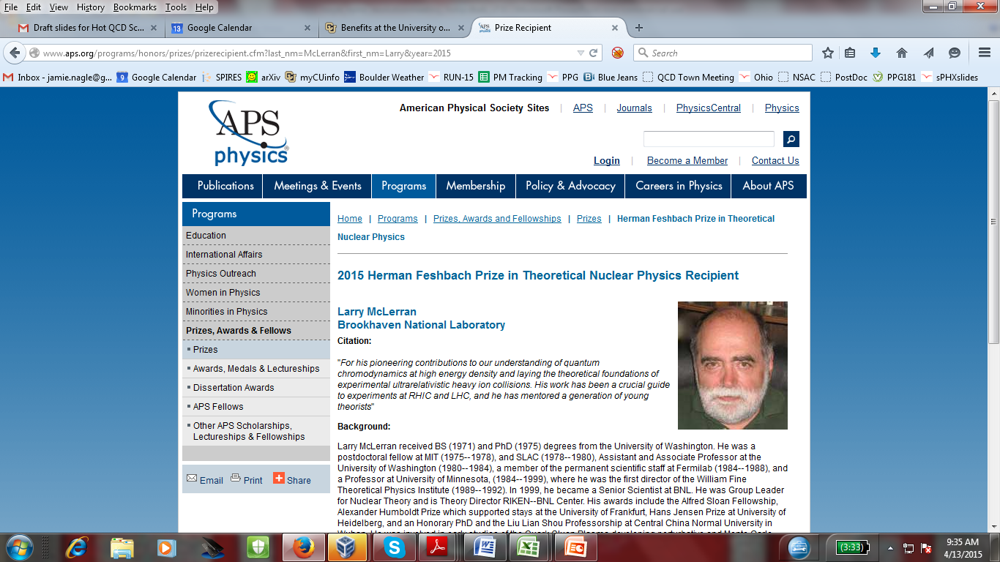 File Edit View History Bookmarks Tools Help
Draft slides for Hot QCD Sc... × Google Calendar × Benefits at the University o... × Prize Recipient ×
www.aps.org/programs/honors/prizes/prizerecipient.cfm?last_nm=McLerran&first_nm=Larry&year=2015 Search
Inbox - jamie.nagle@g... Google Calendar SPIRES arXiv myCUinfo Boulder Weather RUN-15 PM Tracking PPG Blue Jeans QCD Town Meeting Ohio NSAC PostDoc PPG181 sPHXslides
APS
physics®
American Physical Society Sites | APS | Journals | PhysicsCentral | Physics
Login | Become a Member | Contact Us
Publications Meetings & Events Programs Membership Policy & Advocacy Careers in Physics About APS
Programs
Education
International Affairs
Physics Outreach
Women in Physics
Minorities in Physics
Prizes, Awards & Fellows
Prizes
Awards, Medals & Lectureships
Dissertation Awards
APS Fellows
Other APS Scholarships,
Lectureships & Fellowships
Email Print Share
Home | Programs | Prizes, Awards and Fellowships | Prizes | Herman Feshbach Prize in Theoretical
Nuclear Physics
2015 Herman Feshbach Prize in Theoretical Nuclear Physics Recipient
Larry McLerran
Brookhaven National Laboratory
Citation:
"For his pioneering contributions to our understanding of quantum
chromodynamics at high energy density and laying the theoretical foundations of
experimental ultrarelativistic heavy ion collisions. His work has been a crucial guide
to experiments at RHIC and LHC, and he has mentored a generation of young
theorists"
Background:
Larry McLerran received BS (1971) and PhD (1975) degrees from the University of Washington. He was a
postdoctoral fellow at MIT (1975--1978), and SLAC (1978--1980), Assistant and Associate Professor at the
University of Washington (1980--1984), a member of the permanent scientific staff at Fermilab (1984--1988), and
a Professor at University of Minnesota, (1984--1999), where he was the first director of the William Fine
Theoretical Physics Institute (1989--1992). In 1999, he became a Senior Scientist at BNL. He was Group Leader
for Nuclear Theory and is Theory Director RIKEN--BNL Center. His awards include the Alfred Sloan Fellowship,
Alexander Humboldt Prize which supported stays at the University of Frankfurt, Hans Jensen Prize at University of
Heidelberg, and an Honorary PhD and the Liu Lian Shou Professorship at Central China Normal University in
(3:33) 9:35 AM
4/13/2015